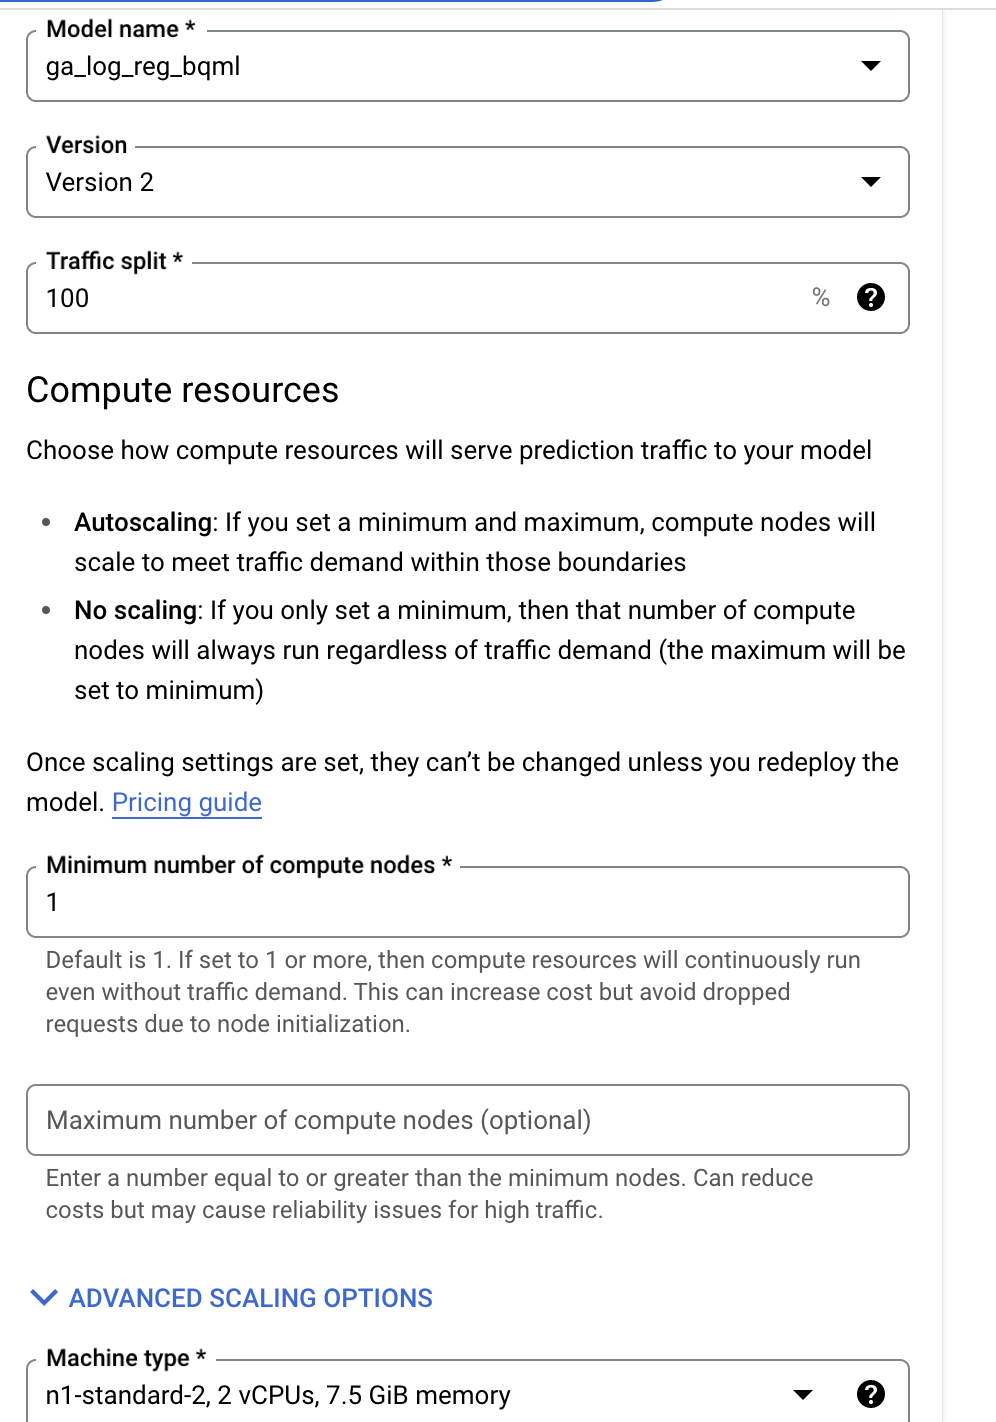 Model name *
ga_log_reg_bqml
Version
Version 2
Traffic split *
100 % ?
Compute resources
Choose how compute resources will serve prediction traffic to your model
• Autoscaling: If you set a minimum and maximum, compute nodes will
scale to meet traffic demand within those boundaries
• No scaling: If you only set a minimum, then that number of compute
nodes will always run regardless of traffic demand (the maximum will be
set to minimum)
Once scaling settings are set, they can’t be changed unless you redeploy the
model. Pricing guide
Minimum number of compute nodes *
1
Default is 1. If set to 1 or more, then compute resources will continuously run
even without traffic demand. This can increase cost but avoid dropped
requests due to node initialization.
Maximum number of compute nodes (optional)
Enter a number equal to or greater than the minimum nodes. Can reduce
costs but may cause reliability issues for high traffic.
ADVANCED SCALING OPTIONS
Machine type *
n1-standard-2, 2 vCPUs, 7.5 GiB memory ?